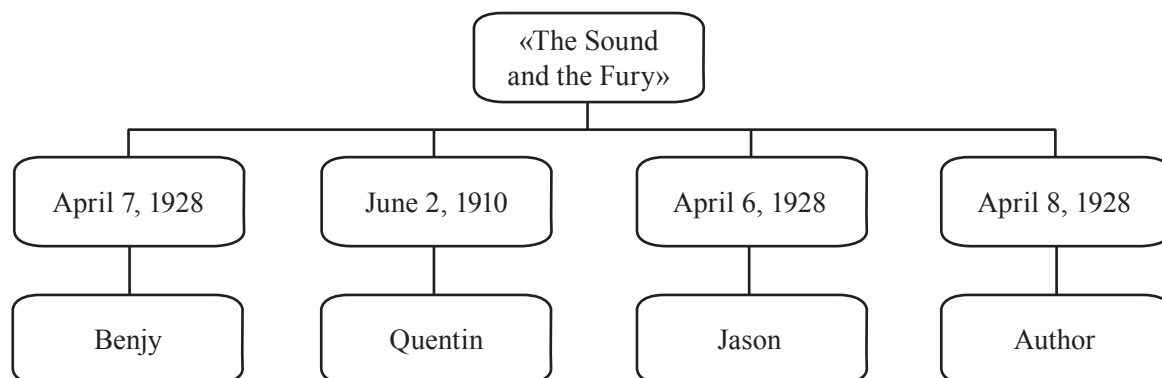 «The Sound
and the Fury»
April 7, 1928
June 2, 1910
April 6, 1928
April 8, 1928
Benjy
Quentin
Jason
Author